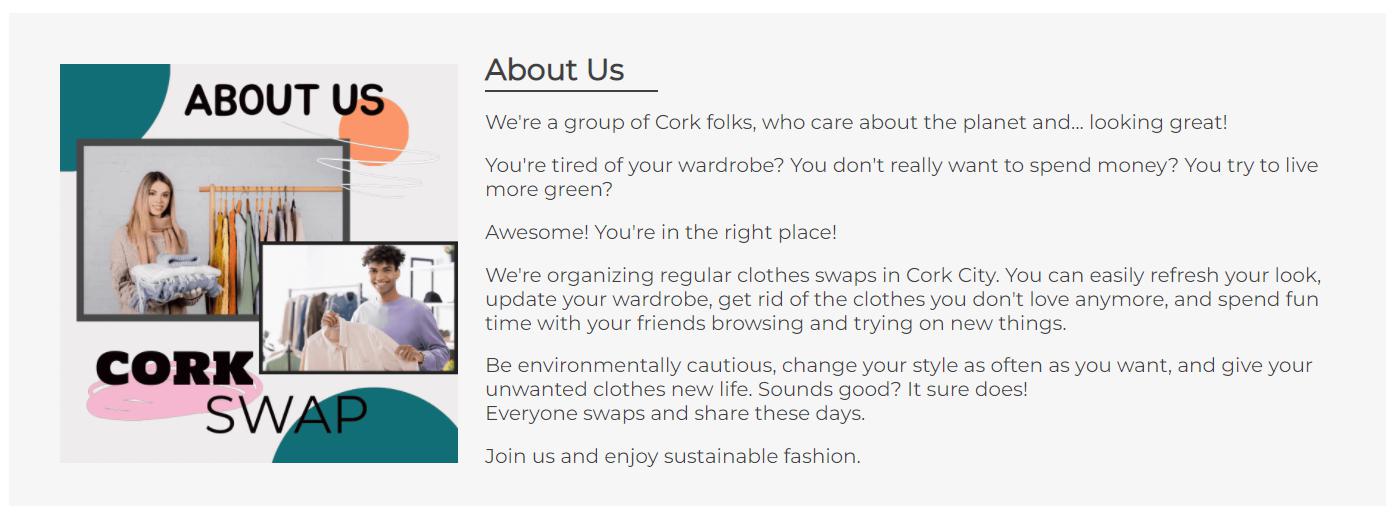 ABOUT US
CORK
SWAP
About Us
We're a group of Cork folks, who care about the planet and... looking great!
You're tired of your wardrobe? You don't really want to spend money? You try to live
more green?
Awesome! You're in the right place!
We're organizing regular clothes swaps in Cork City. You can easily refresh your look,
update your wardrobe, get rid of the clothes you don't love anymore, and spend fun
time with your friends browsing and trying on new things.
Be environmentally cautious, change your style as often as you want, and give your
unwanted clothes new life. Sounds good? It sure does!
Everyone swaps and share these days.
Join us and enjoy sustainable fashion.